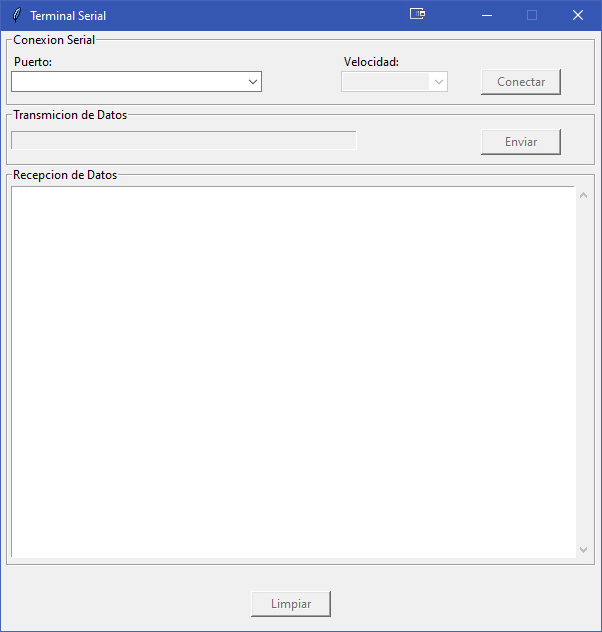 Terminal Serial
Conexion Serial
Puerto:
Velocidad:
Conectar
Transmicion de Datos
Enviar
Recepcion de Datos
Limpiar